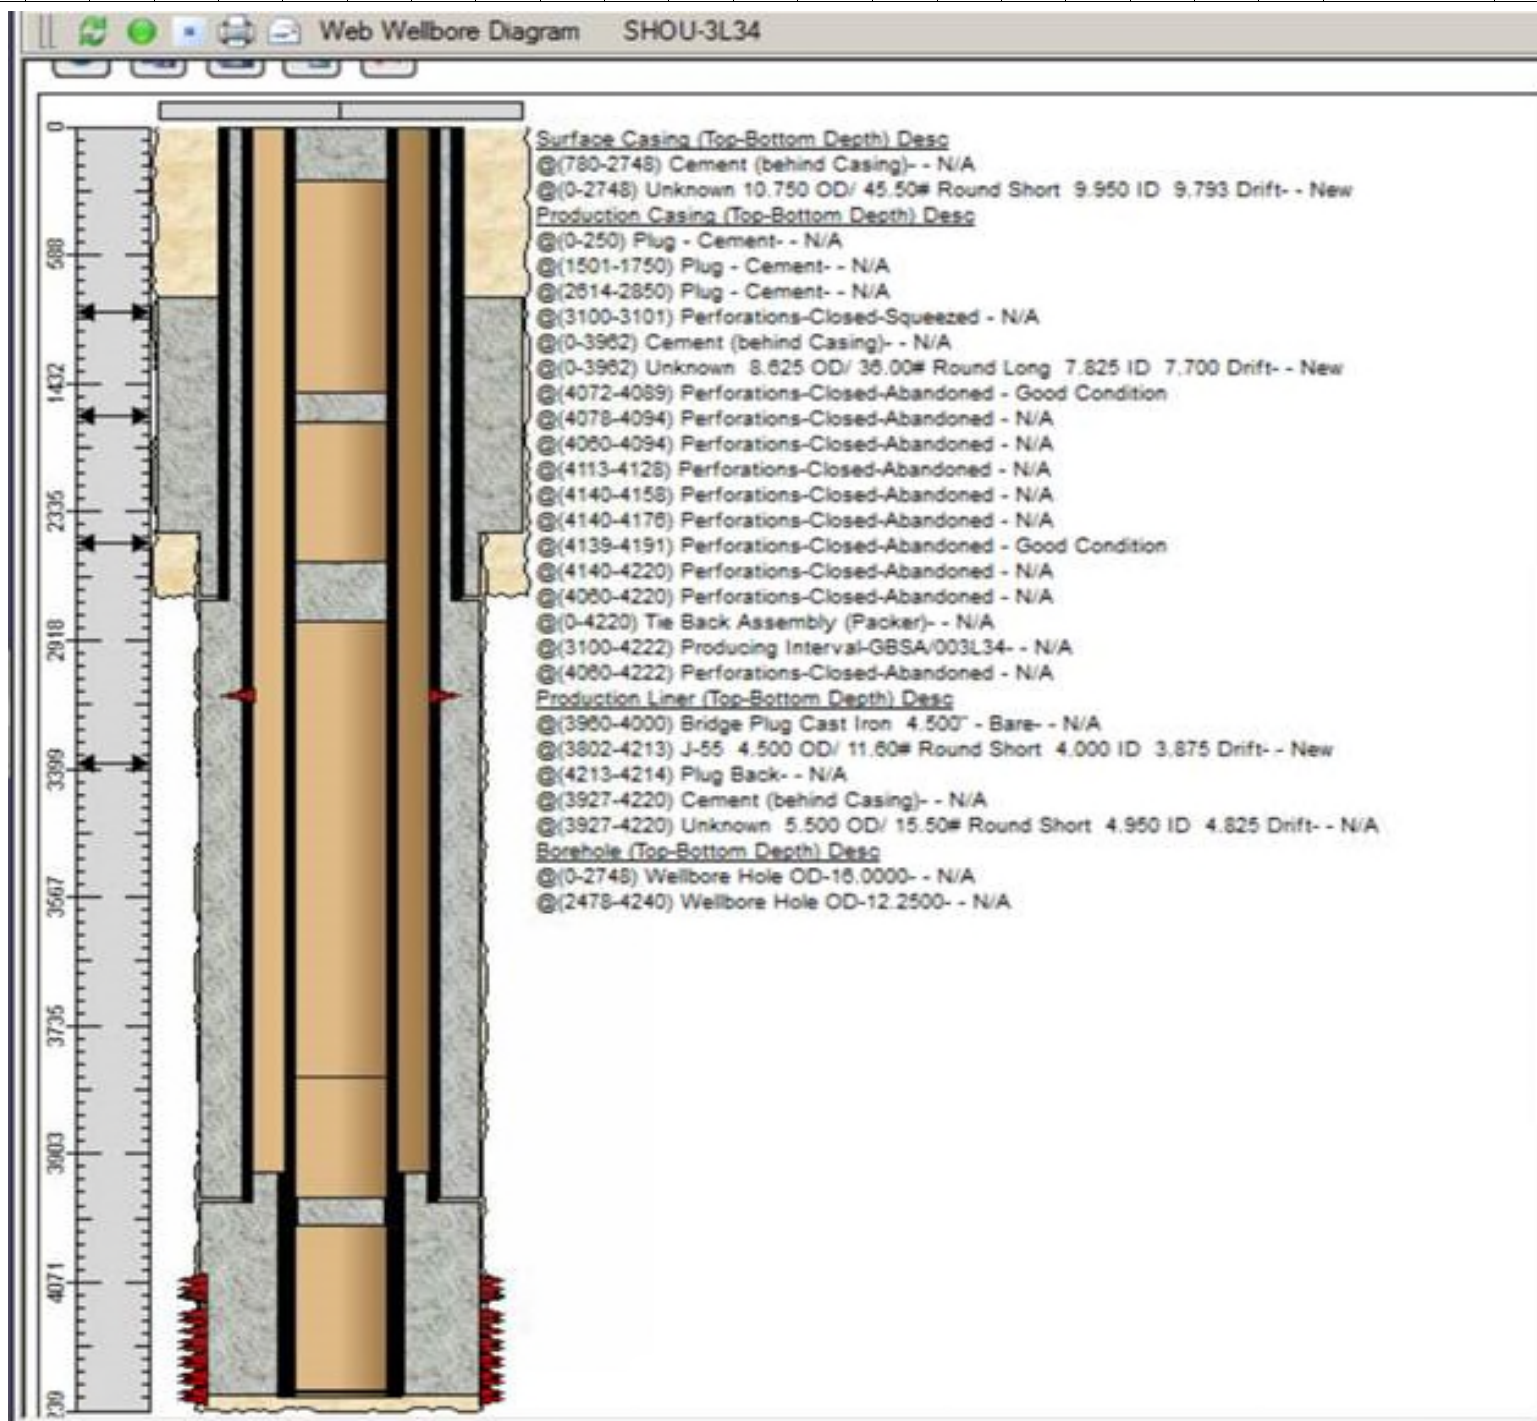 Web Wellbore Diagram SHOU-3L34
0
588
1432
2335
2918
3399
3567
3735
3903
4071
239
Surface Casing (Top-Bottom Depth) Desc
@(780-2748) Cement (behind Casing)- - N/A
@(0-2748) Unknown 10.750 OD/ 45.50# Round Short 9.950 ID 9.793 Drift- - New
Production Casing (Top-Bottom Depth) Desc
@(0-250) Plug - Cement- - N/A
@(1501-1750) Plug - Cement- - N/A
@(2614-2850) Plug - Cement- - N/A
@(3100-3101) Perforations-Closed-Squeezed - N/A
@(0-3962) Cement (behind Casing)- - N/A
@(0-3962) Unknown 8.625 OD/ 36.00# Round Long 7.825 ID 7.700 Drift- - New
@(4072-4089) Perforations-Closed-Abandoned - Good Condition
@(4078-4094) Perforations-Closed-Abandoned - N/A
@(4060-4094) Perforations-Closed-Abandoned - N/A
@(4113-4128) Perforations-Closed-Abandoned - N/A
@(4140-4158) Perforations-Closed-Abandoned - N/A
@(4140-4176) Perforations-Closed-Abandoned - N/A
@(4139-4191) Perforations-Closed-Abandoned - Good Condition
@(4140-4220) Perforations-Closed-Abandoned - N/A
@(4060-4220) Perforations-Closed-Abandoned - N/A
@(0-4220) Tie Back Assembly (Packer)- - N/A
@(3100-4222) Producing Interval-GBSA/003L34- - N/A
@(4060-4222) Perforations-Closed-Abandoned - N/A
Production Liner (Top-Bottom Depth) Desc
@(3960-4000) Bridge Plug Cast Iron 4.500" - Bare- - N/A
@(3802-4213) J-55 4.500 OD/ 11.60# Round Short 4.000 ID 3.875 Drift- - New
@(4213-4214) Plug Back- - N/A
@(3927-4220) Cement (behind Casing)- - N/A
@(3927-4220) Unknown 5.500 OD/ 15.50# Round Short 4.950 ID 4.825 Drift- - N/A
Borehole (Top-Bottom Depth) Desc
@(0-2748) Wellbore Hole OD-16.0000- - N/A
@(2478-4240) Wellbore Hole OD-12.2500- - N/A